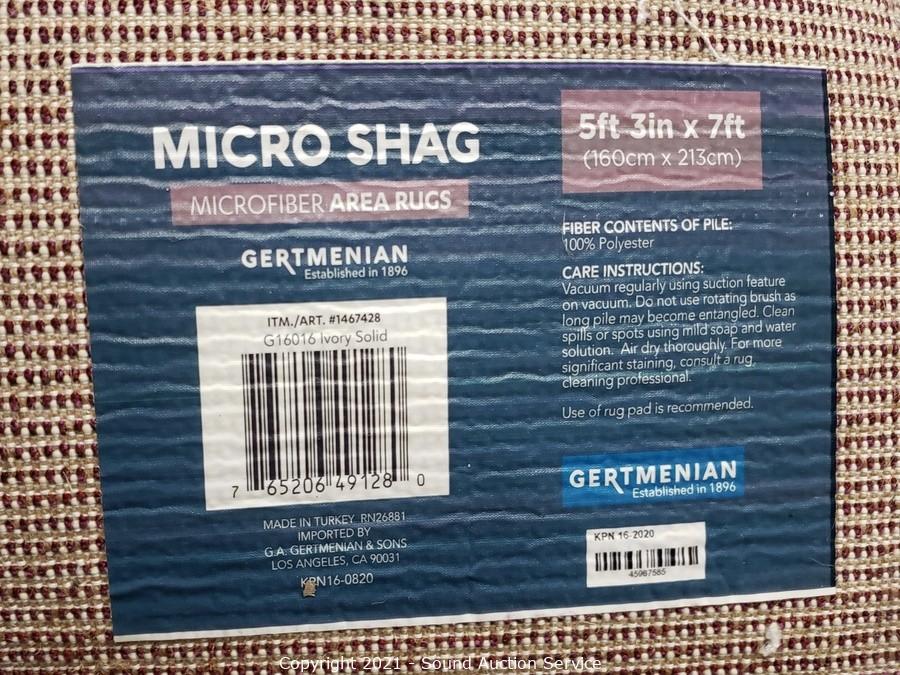 MICRO SHAG
MICROFIBER AREA RUGS
GERTMENIAN
Established in 1896
ITM./ART. #1467428
G16016 Ivory Solid
7 65206 49128 0
MADE IN TURKEY RN26881
IMPORTED BY
G.A. GERTMENIAN & SONS
LOS ANGELES, CA 90031
KPN16-0820
5ft 3in x 7ft
(160cm x 213cm)
FIBER CONTENTS OF PILE:
100% Polyester
CARE INSTRUCTIONS:
Vacuum regularly using suction feature
on vacuum. Do not use rotating brush as
long pile may become entangled. Clean
spills or spots using mild soap and water
solution. Air dry thoroughly. For more
significant staining, consult a rug
cleaning professional.
Use of rug pad is recommended.
GERTMENIAN
Established in 1896
KPN 16-2020
45967585
Copyright 2021 - Sound Auction Service